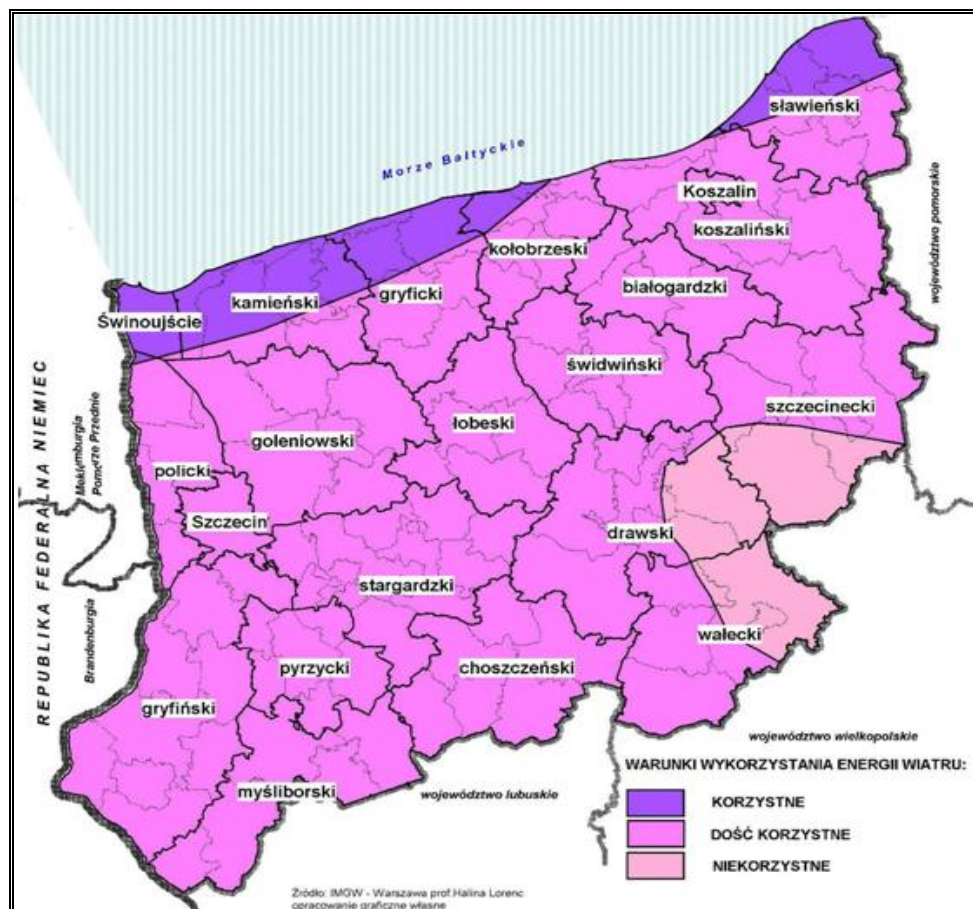 sławieński
Morze Bałtyckie
Koszalin
koszaliński
województwo pomorskie
kołobrzeski
białogardzki
kamieński
gryficki
Świnoujście
świdwiński
szczecinecki
łobeski
goleniowski
policki
REPUBLIKA FEDERALNA NIEMIEC
Meklemburgia
Pomorze Przednie
Szczecin
drawski
stargardzki
Brandenburgia
wałecki
pyrzycki
choszczeński
gryfiński
województwo wielkopolskie
WARUNKI WYKORZYSTANIA ENERGII WIATRU:
myśliborski
województwo lubuskie
KORZYSTNE
DOŚĆ KORZYSTNE
NIEKORZYSTNE
Źródło: IMGW - Warszawa prof.Halina Lorenc
opracowanie graficzne własne